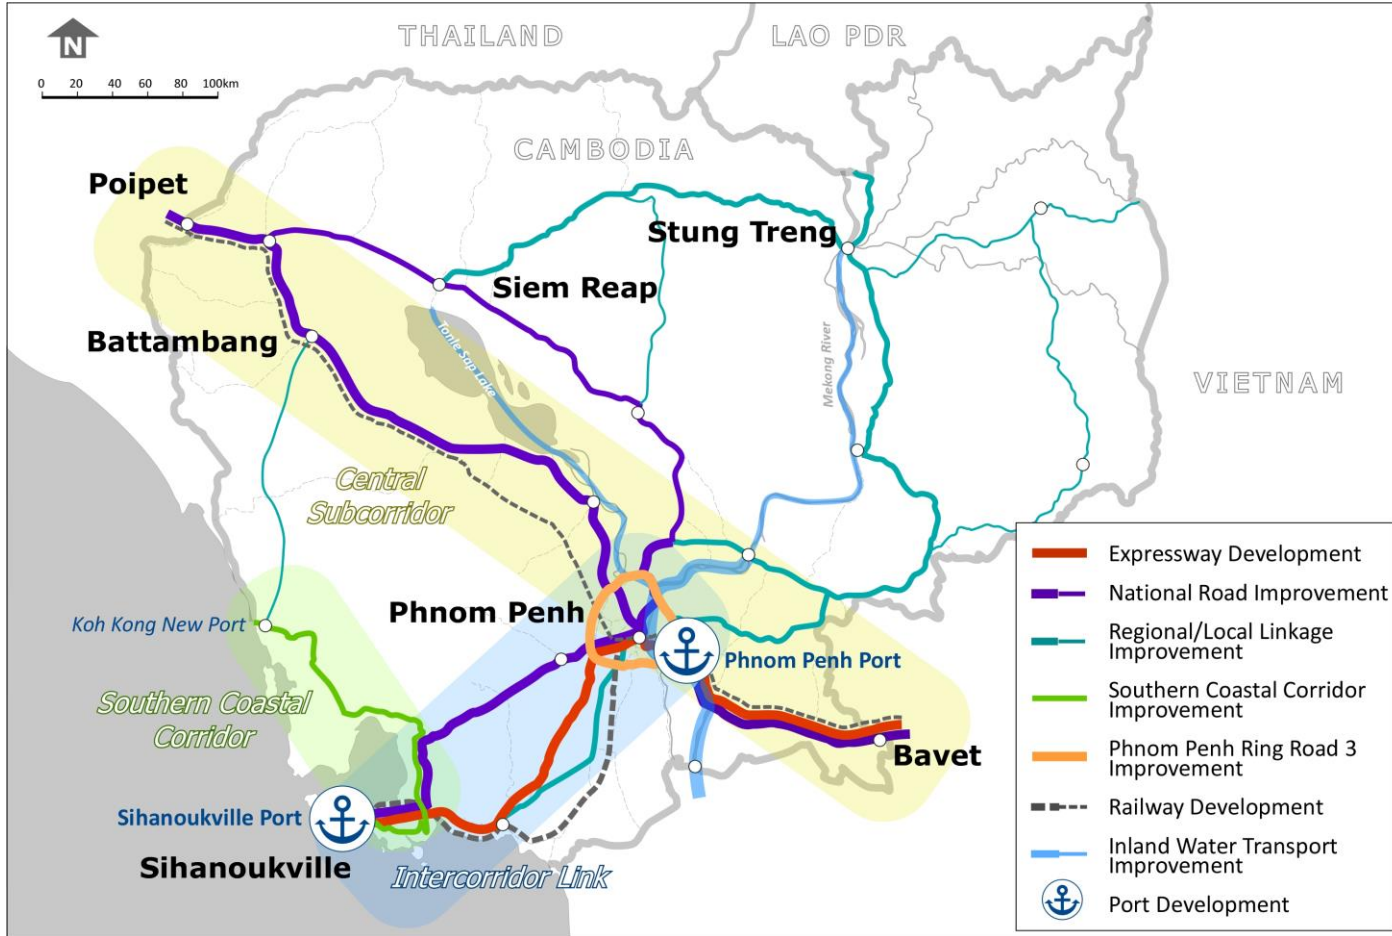 THAILAND
LAO PDR
N
0 20 40 60 80 100km
CAMBODIA
Poipet
Stung Treng
Siem Reap
Battambang
Tonle Sap Lake
Mekong River
VIETNAM
Central
Subcorridor
Phnom Penh
Koh Kong New Port
Phnom Penh Port
Southern Coastal
Corridor
Bavet
Sihanoukville Port
Sihanoukville
Intercorridor Link
Expressway Development
National Road Improvement
Regional/Local Linkage
Improvement
Southern Coastal Corridor
Improvement
Phnom Penh Ring Road 3
Improvement
Railway Development
Inland Water Transport
Improvement
Port Development